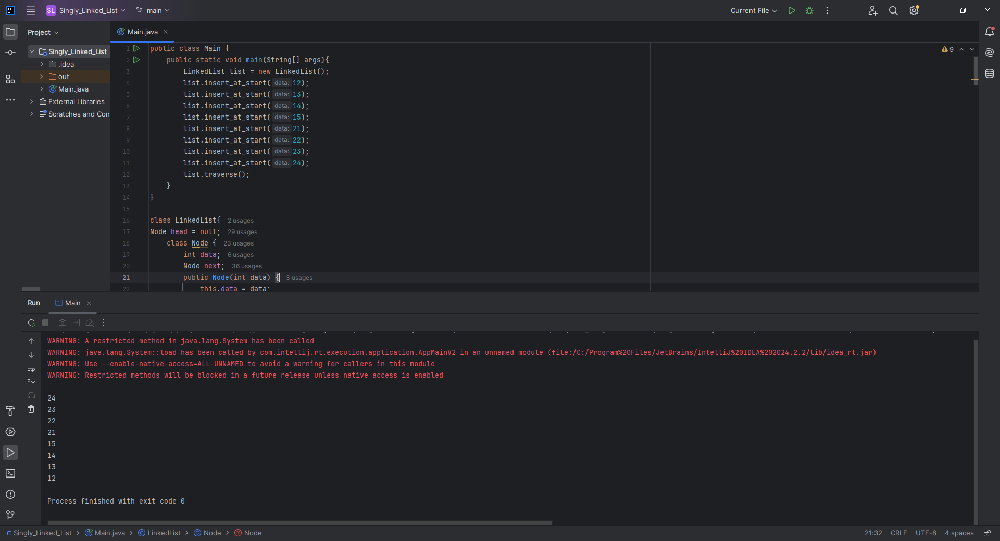 SL Singly_Linked_List main Current File
Project
Main.java
Singly_Linked_List
.idea
out
Main.java
External Libraries
Scratches and Con
9
1 public class Main {
2 public static void main(String[] args){
3 LinkedList list = new LinkedList();
4 list.insert_at_start( data: 12);
5 list.insert_at_start( data: 13);
6 list.insert_at_start( data: 14);
7 list.insert_at_start( data: 15);
8 list.insert_at_start( data: 21);
9 list.insert_at_start( data: 22);
10 list.insert_at_start( data: 23);
11 list.insert_at_start( data: 24);
12 list.traverse();
13 }
14 }
15
16 class LinkedList{ 2 usages
17 Node head = null; 29 usages
18 class Node { 23 usages
19 int data; 6 usages
20 Node next; 36 usages
21 public Node(int data) { 3 usages
22 this.data = data;
Run Main
WARNING: A restricted method in java.lang.System has been called
WARNING: java.lang.System::load has been called by com.intellij.rt.execution.application.AppMainV2 in an unnamed module (file:/C:/Program%20Files/JetBrains/IntelliJ%20IDEA%202024.2.2/lib/idea_rt.jar)
WARNING: Use --enable-native-access=ALL-UNNAMED to avoid a warning for callers in this module
WARNING: Restricted methods will be blocked in a future release unless native access is enabled
24
23
22
21
15
14
13
12
Process finished with exit code 0
Singly_Linked_List > Main.java > LinkedList > Node > Node
21:32 CRLF UTF-8 4 spaces